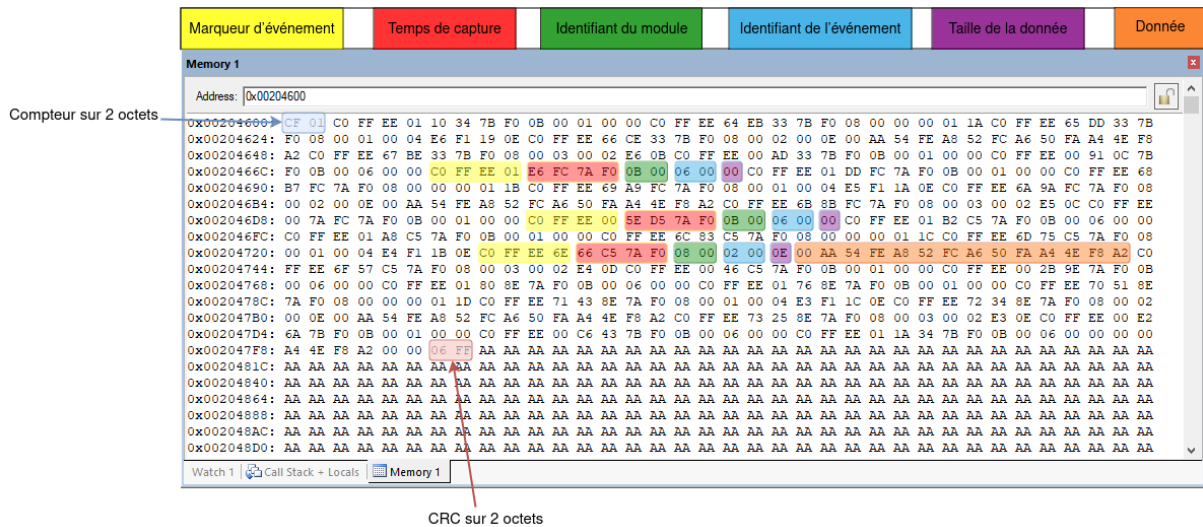 Marqueur d'événement
Temps de capture
Identifiant du module
Identifiant de l'événement
Taille de la donnée
Donnée
Memory 1
Address: 0x00204600
Compteur sur 2 octets
0x00204600: CF 01 C0 FF EE 01 10 34 7B F0 0B 00 01 00 00 C0 FF EE 64 EB 33 7B F0 08 00 00 00 01 1A C0 FF EE 65 DD 33 7B
0x00204624: F0 08 00 01 00 04 E6 F1 19 0E C0 FF EE 66 CE 33 7B F0 08 00 02 00 0E 00 AA 54 FE A8 52 FC A6 50 FA A4 4E F8
0x00204648: A2 C0 FF EE 67 BE 33 7B F0 08 00 03 00 02 E6 0B C0 FF EE 00 AD 33 7B F0 0B 00 01 00 00 C0 FF EE 00 91 0C 7B
0x0020466C: F0 0B 00 06 00 00 C0 FF EE 01 E6 FC 7A F0 0B 00 06 00 00 C0 FF EE 01 DD FC 7A F0 0B 00 01 00 00 C0 FF EE 68
0x00204690: B7 FC 7A F0 08 00 00 00 01 1B C0 FF EE 69 A9 FC 7A F0 08 00 01 00 04 E5 F1 1A 0E C0 FF EE 6A 9A FC 7A F0 08
0x002046B4: 00 02 00 0E 00 AA 54 FE A8 52 FC A6 50 FA A4 4E F8 A2 C0 FF EE 6B 8B FC 7A F0 08 00 03 00 02 E5 0C C0 FF EE
0x002046D8: 00 7A FC 7A F0 0B 00 01 00 00 C0 FF EE 00 5E D5 7A F0 0B 00 06 00 00 C0 FF EE 01 B2 C5 7A F0 0B 00 06 00 00
0x002046FC: C0 FF EE 01 A8 C5 7A F0 0B 00 01 00 00 C0 FF EE 6C 83 C5 7A F0 08 00 00 00 01 1C C0 FF EE 6D 75 C5 7A F0 08
0x00204720: 00 01 00 04 E4 F1 1B 0E C0 FF EE 6E 66 C5 7A F0 08 00 02 00 0E 00 AA 54 FE A8 52 FC A6 50 FA A4 4E F8 A2 C0
0x00204744: FF EE 6F 57 C5 7A F0 08 00 03 00 02 E4 0D C0 FF EE 00 46 C5 7A F0 0B 00 01 00 00 C0 FF EE 00 2B 9E 7A F0 0B
0x00204768: 00 06 00 00 C0 FF EE 01 80 8E 7A F0 0B 00 06 00 00 C0 FF EE 01 76 8E 7A F0 0B 00 01 00 00 C0 FF EE 70 51 8E
0x0020478C: 7A F0 08 00 00 00 01 1D C0 FF EE 71 43 8E 7A F0 08 00 01 00 04 E3 F1 1C 0E C0 FF EE 72 34 8E 7A F0 08 00 02
0x002047B0: 00 0E 00 AA 54 FE A8 52 FC A6 50 FA A4 4E F8 A2 C0 FF EE 73 25 8E 7A F0 08 00 03 00 02 E3 0E C0 FF EE 00 E2
0x002047D4: 6A 7B F0 0B 00 01 00 00 C0 FF EE 00 C6 43 7B F0 0B 00 06 00 00 C0 FF EE 01 1A 34 7B F0 0B 00 06 00 00 00 00
0x002047F8: A4 4E F8 A2 00 00 06 FF AA AA AA AA AA AA AA AA AA AA AA AA AA AA AA AA AA AA AA AA AA AA AA AA AA AA AA AA
0x0020481C: AA AA AA AA AA AA AA AA AA AA AA AA AA AA AA AA AA AA AA AA AA AA AA AA AA AA AA AA AA AA AA AA AA AA AA AA
0x00204840: AA AA AA AA AA AA AA AA AA AA AA AA AA AA AA AA AA AA AA AA AA AA AA AA AA AA AA AA AA AA AA AA AA AA AA AA
0x00204864: AA AA AA AA AA AA AA AA AA AA AA AA AA AA AA AA AA AA AA AA AA AA AA AA AA AA AA AA AA AA AA AA AA AA AA AA
0x00204888: AA AA AA AA AA AA AA AA AA AA AA AA AA AA AA AA AA AA AA AA AA AA AA AA AA AA AA AA AA AA AA AA AA AA AA AA
0x002048AC: AA AA AA AA AA AA AA AA AA AA AA AA AA AA AA AA AA AA AA AA AA AA AA AA AA AA AA AA AA AA AA AA AA AA AA AA
0x002048D0: AA AA AA AA AA AA AA AA AA AA AA AA AA AA AA AA AA AA AA AA AA AA AA AA AA AA AA AA AA AA AA AA AA AA AA AA
Watch 1 Call Stack + Locals Memory 1
CRC sur 2 octets